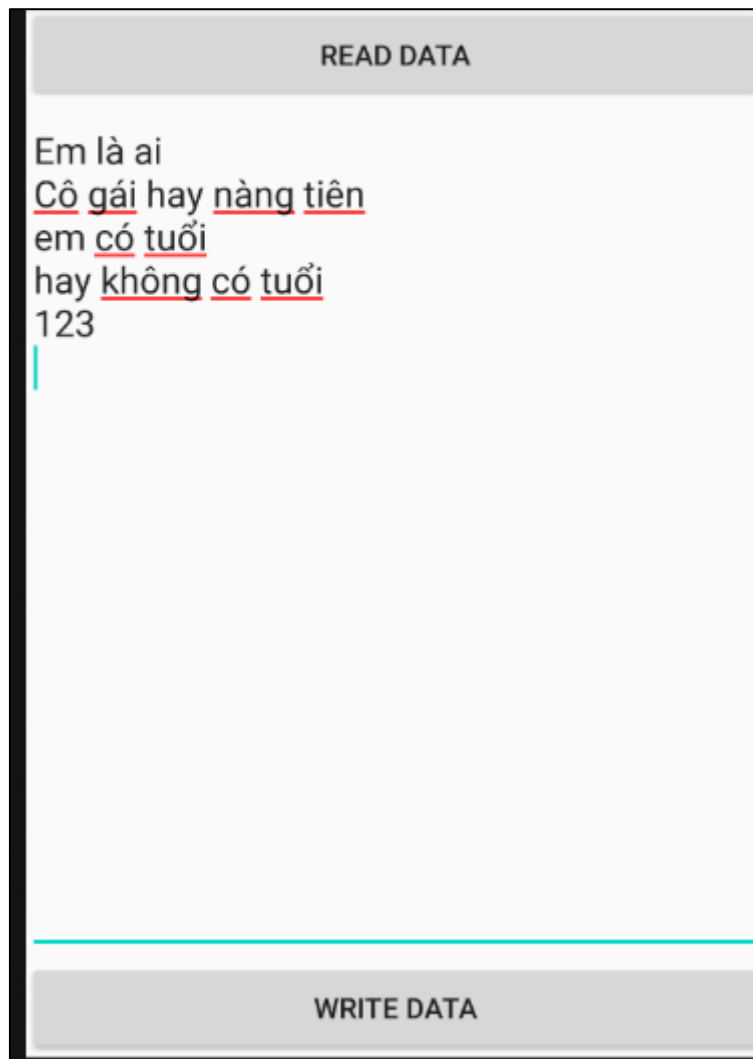 READ DATA
Em là ai
Cô gái hay nàng tiên
em có tuổi
hay không có tuổi
123
WRITE DATA